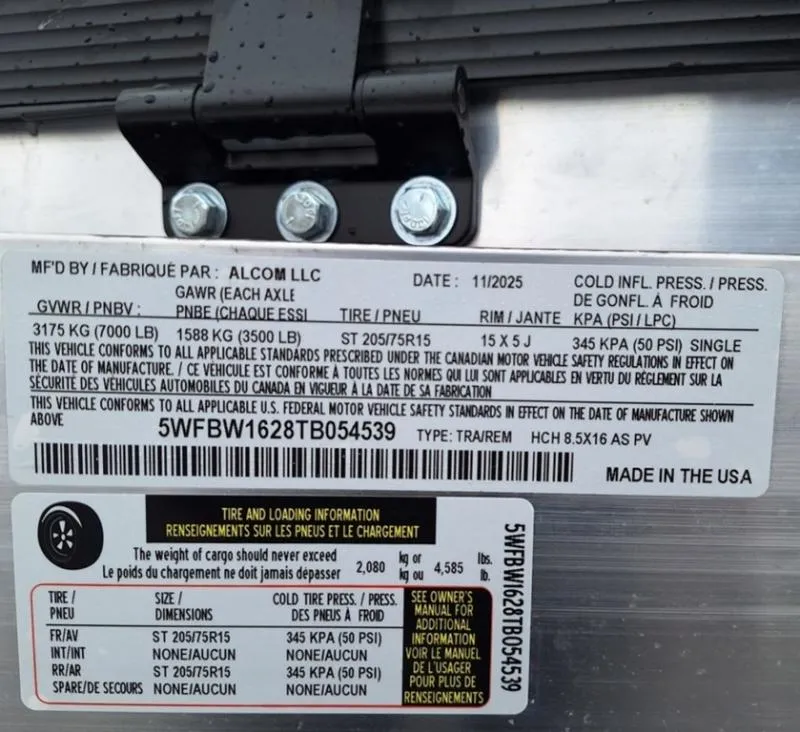 MF'D BY / FABRIQUÉ PAR : ALCOM LLC DATE : 11/2025 COLD INFL. PRESS. / PRESS.
DE GONFL. À FROID
GVWR / PNBV : GAWR (EACH AXLE
PNBE (CHAQUE ESSI TIRE / PNEU RIM / JANTE KPA (PSI / LPC)
3175 KG (7000 LB) 1588 KG (3500 LB) ST 205/75R15 15 X 5 J 345 KPA (50 PSI) SINGLE
THIS VEHICLE CONFORMS TO ALL APPLICABLE STANDARDS PRESCRIBED UNDER THE CANADIAN MOTOR VEHICLE SAFETY REGULATIONS IN EFFECT ON
THE DATE OF MANUFACTURE. / CE VÉHICULE EST CONFORME À TOUTES LES NORMES QUI LUI SONT APPLICABLES EN VERTU DU RÉGLEMENT SUR LA
SÉCURITÉ DES VÉHICULES AUTOMOBILES DU CANADA EN VIGUEUR À LA DATE DE SA FABRICATION
THIS VEHICLE CONFORMS TO ALL APPLICABLE U.S. FEDERAL MOTOR VEHICLE SAFETY STANDARDS IN EFFECT ON THE DATE OF MANUFACTURE SHOWN
ABOVE
5WFBW1628TB054539 TYPE: TRA/REM HCH 8.5X16 AS PV
MADE IN THE USA
TIRE AND LOADING INFORMATION
RENSEIGNEMENTS SUR LES PNEUS ET LE CHARGEMENT
The weight of cargo should never exceed kg or lbs.
Le poids du chargement ne doit jamais dépasser 2,080 kg ou 4,585 lb.
TIRE / SIZE / COLD TIRE PRESS. / PRESS.
PNEU DIMENSIONS DES PNEUS À FROID
FR/AV ST 205/75R15 345 KPA (50 PSI)
INT/INT NONE/AUCUN NONE/AUCUN
RR/AR ST 205/75R15 345 KPA (50 PSI)
SPARE/DE SECOURS NONE/AUCUN NONE/AUCUN
SEE OWNER'S
MANUAL FOR
ADDITIONAL
INFORMATION
VOIR LE MANUEL
DE L'USAGER
POUR PLUS DE
RENSEIGNEMENTS
5WFBW1628TB054539